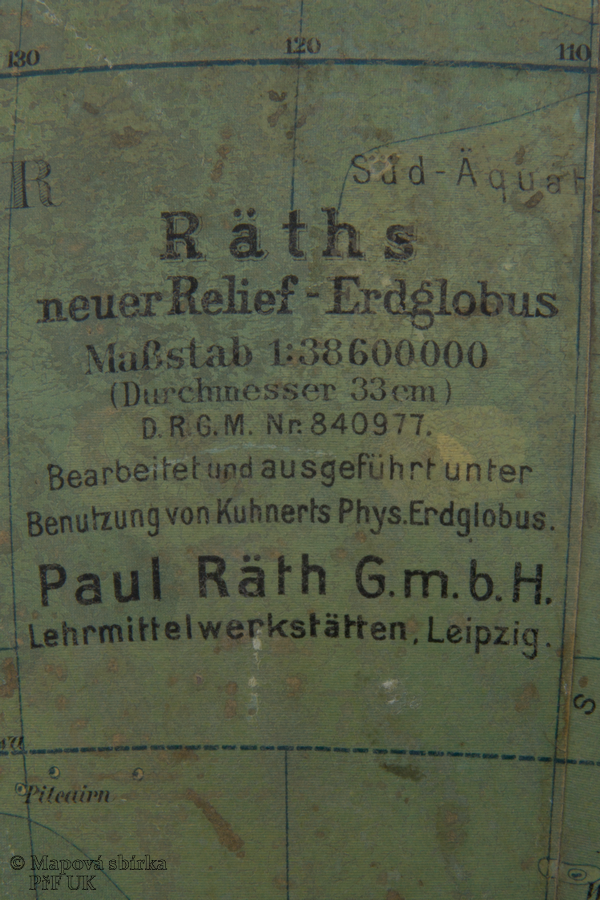 130 120 110
R
Süd-Äquat
Räths
neuer Relief-Erdglobus
Maßstab 1:38600000
(Durchmesser 33cm)
D.R.G.M. Nr. 840977.
Bearbeitet und ausgeführt unter
Benutzung von Kuhnerts Phys. Erdglobus.
Paul Räth G.m.b.H.
Lehrmittelwerkstätten, Leipzig.
S
Pitcairn
© Mapová sbírka
PřF UK